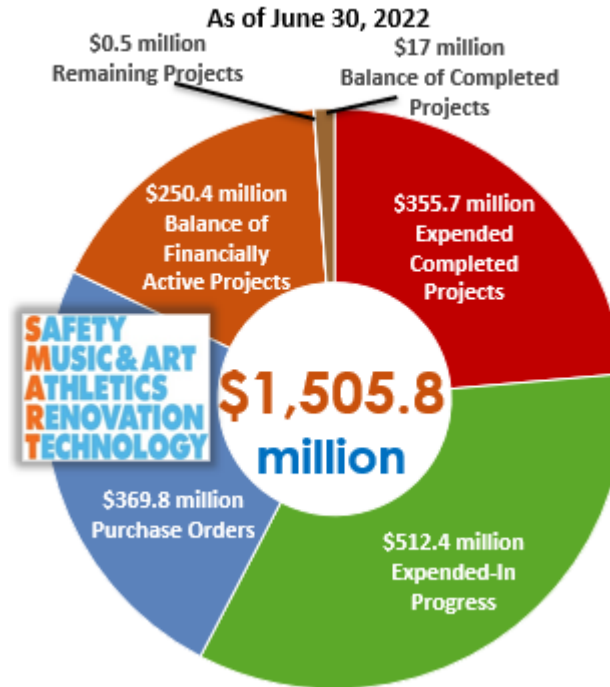 As of June 30, 2022
$0.5 million
Remaining Projects
$17 million
Balance of Completed
Projects
$250.4 million
Balance of
Financially
Active Projects
$355.7 million
Expended
Completed
Projects
SAFETY
MUSIC & ART
ATHLETICS
RENOVATION
TECHNOLOGY
$1,505.8
million
$369.8 million
Purchase Orders
$512.4 million
Expended-In
Progress